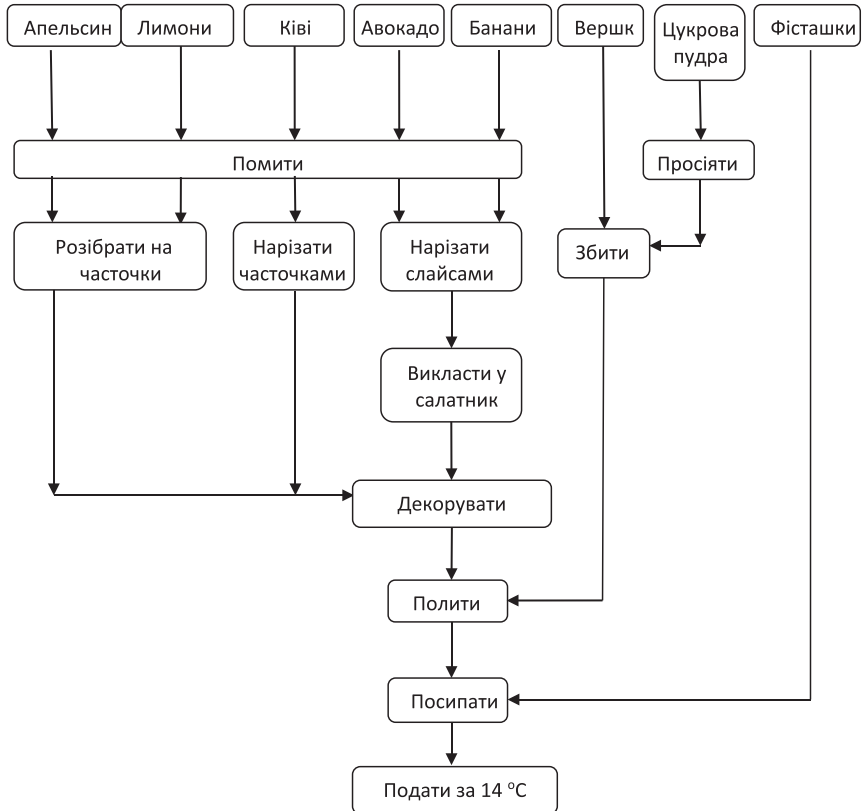 Апельсин
Лимони
Ківі
Авокадо
Банани
Вершк
Цукрова
пудра
Фісташки
Помити
Просіяти
Розібрати на
часточки
Нарізати
часточками
Нарізати
слайсами
Збити
Викласти у
салатник
Декорувати
Полити
Посипати
Подати за 14 °С